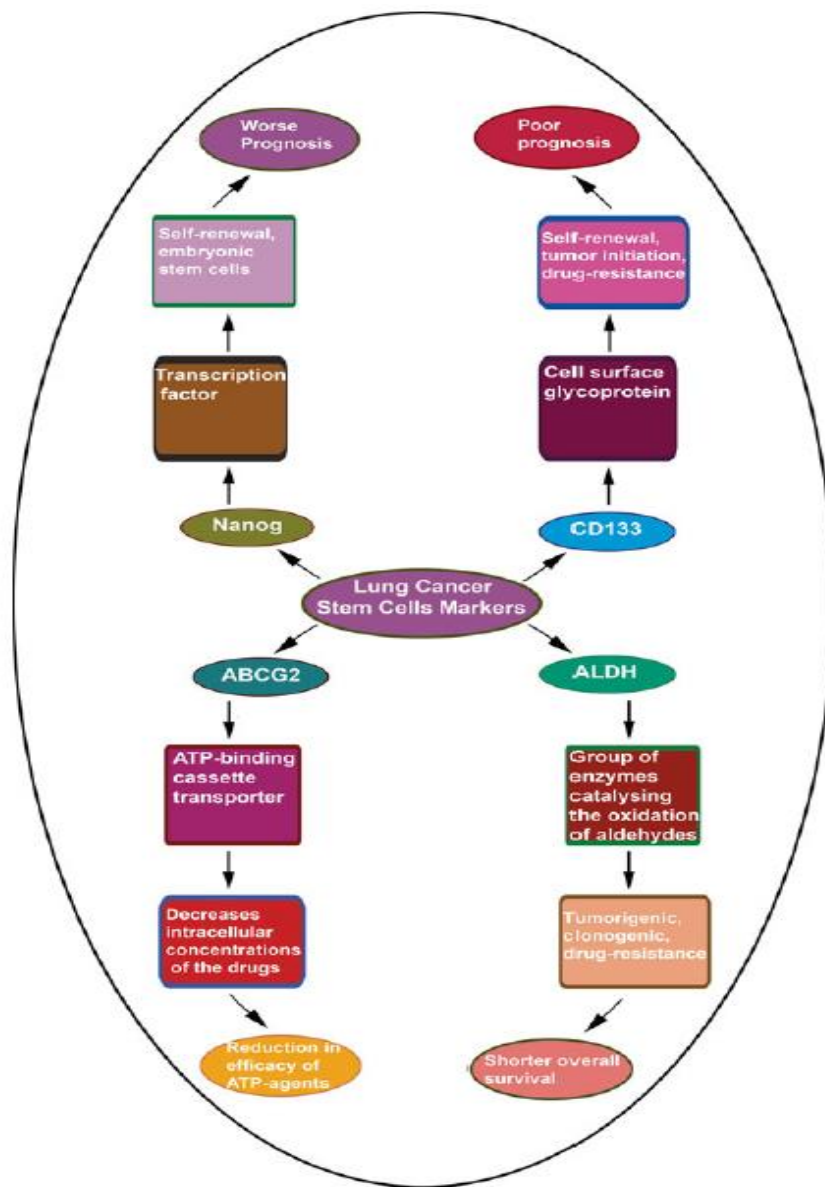 Worse
Prognosis
Poor
prognosis
Self-renewal,
embryonic
stem cells
Self-renewal,
tumor initiation,
drug-resistance
Transcription
factor
Cell surface
glycoprotein
Nanog
CD133
Lung Cancer
Stem Cells Markers
ABCG2
ALDH
ATP-binding
cassette
transporter
Group of
enzymes
catalysing
the oxidation
of aldehydes
Decreases
intracellular
concentrations
of the drugs
Tumorigenic,
clonogenic,
drug-resistance
Reduction in
efficacy of
ATP-agents
Shorter overall
survival